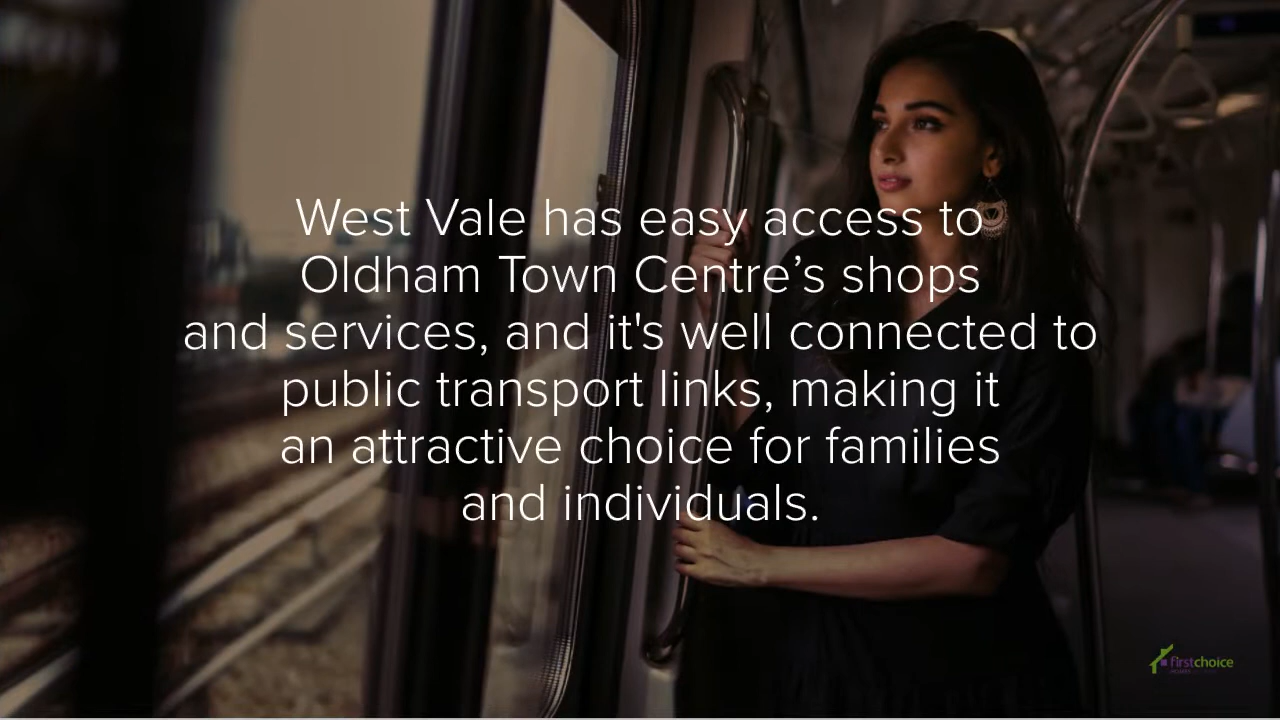 West Vale has easy access to
Oldham Town Centre’s shops
and services, and it's well connected to
public transport links, making it
an attractive choice for families
and individuals.
firstchoice